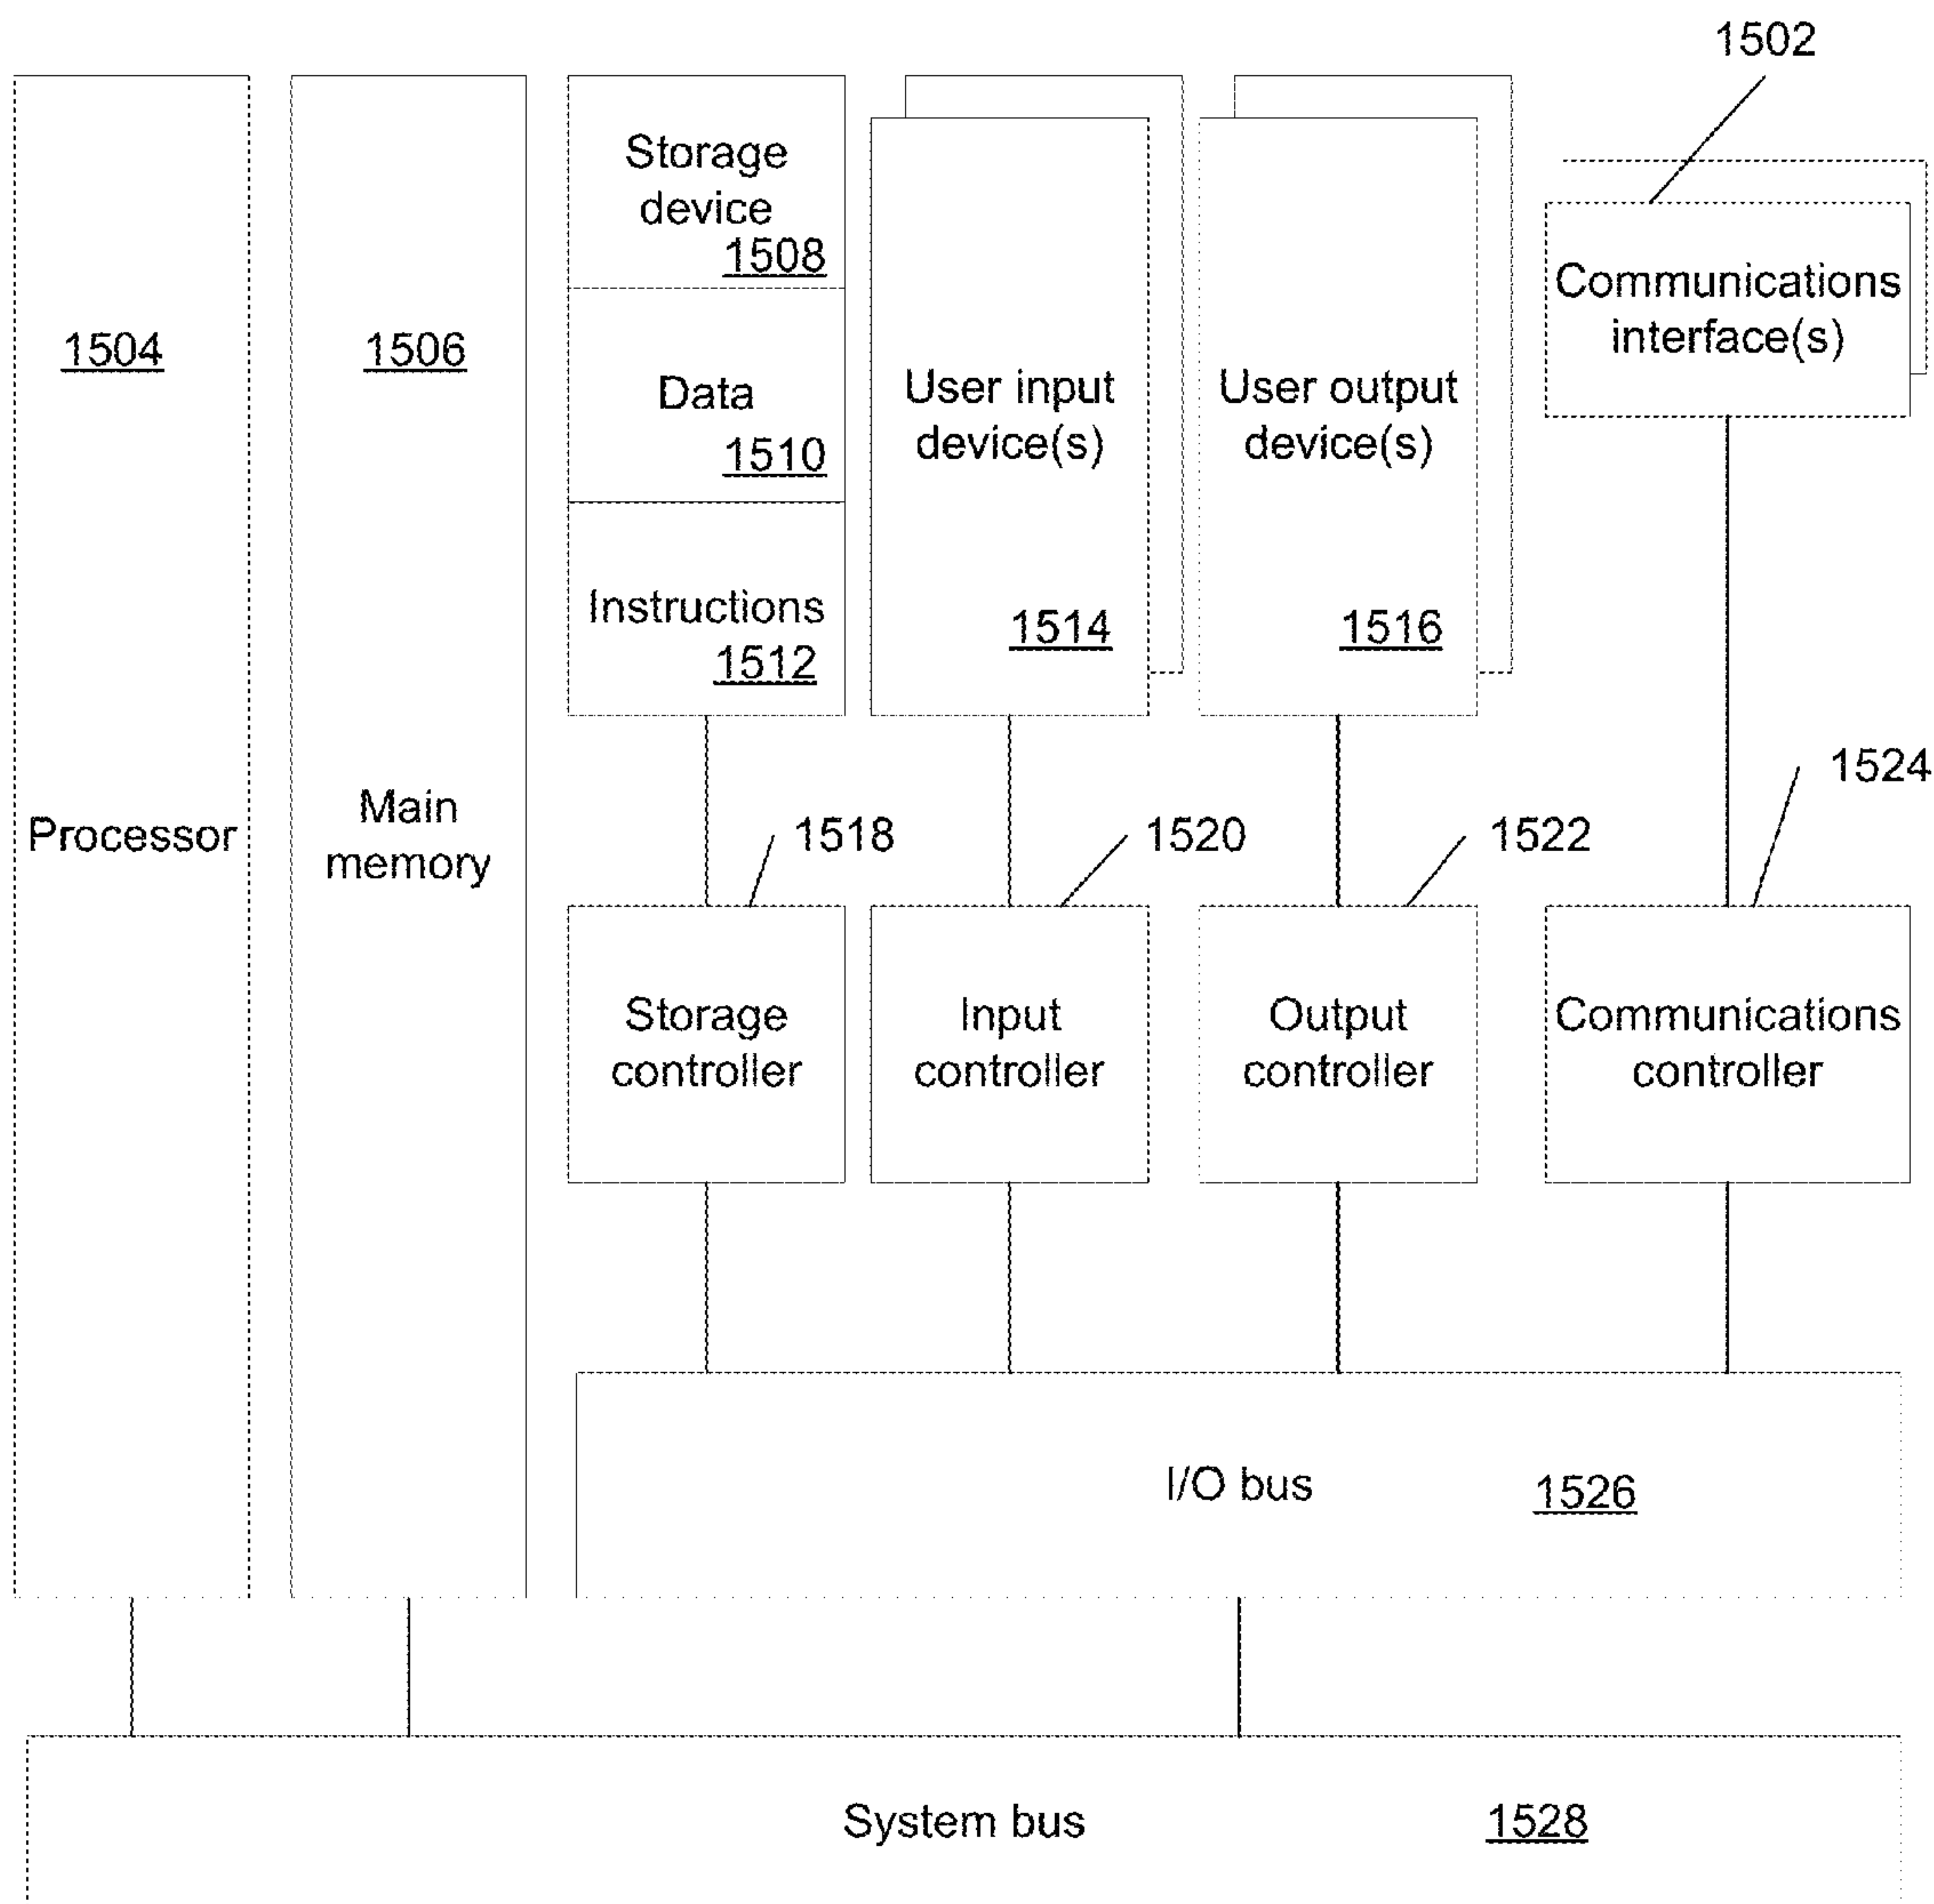 1502
Storage
device
1508
Communications
interface(s)
1504
1506
Data
1510
User input
device(s)
User output
device(s)
Instructions
1512
1514
1516
1524
Processor
Main
memory
1518
1520
1522
Storage
controller
Input
controller
Output
controller
Communications
controller
I/O bus
1526
System bus
1528